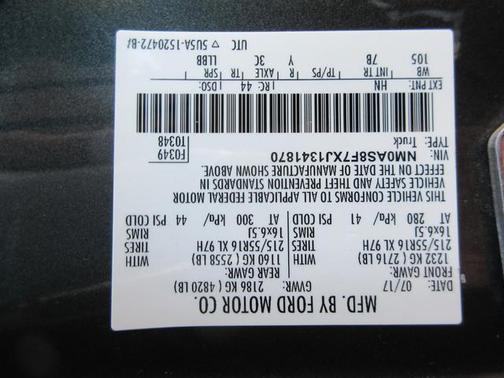 MFD. BY FORD MOTOR CO.
DATE: 07/17 GVWR: 2186 KG ( 4820 LB)
FRONT GAWR: REAR GAWR:
1232 KG ( 2716 LB) 1160 KG ( 2558 LB)
WITH WITH
215/55R16 XL 97H TIRES 215/55R16 XL 97H TIRES
16x6.5J RIMS 16x6.5J RIMS
AT 280 kPa/ 41 PSI COLD AT 300 kPa/ 44 PSI COLD
THIS VEHICLE CONFORMS TO ALL APPLICABLE FEDERAL MOTOR
VEHICLE SAFETY AND THEFT PREVENTION STANDARDS IN
EFFECT ON THE DATE OF MANUFACTURE SHOWN ABOVE.
VIN: NM0AS8F7XJ1341870 F0349
TYPE: Truck T0348
EXT PNT: HN RC: 44 DSO:
WB INT TR TP/PS R AXLE TR SPR
105 7B Y 3C LLBB
UTC ▽ 5U5A-1520472-B